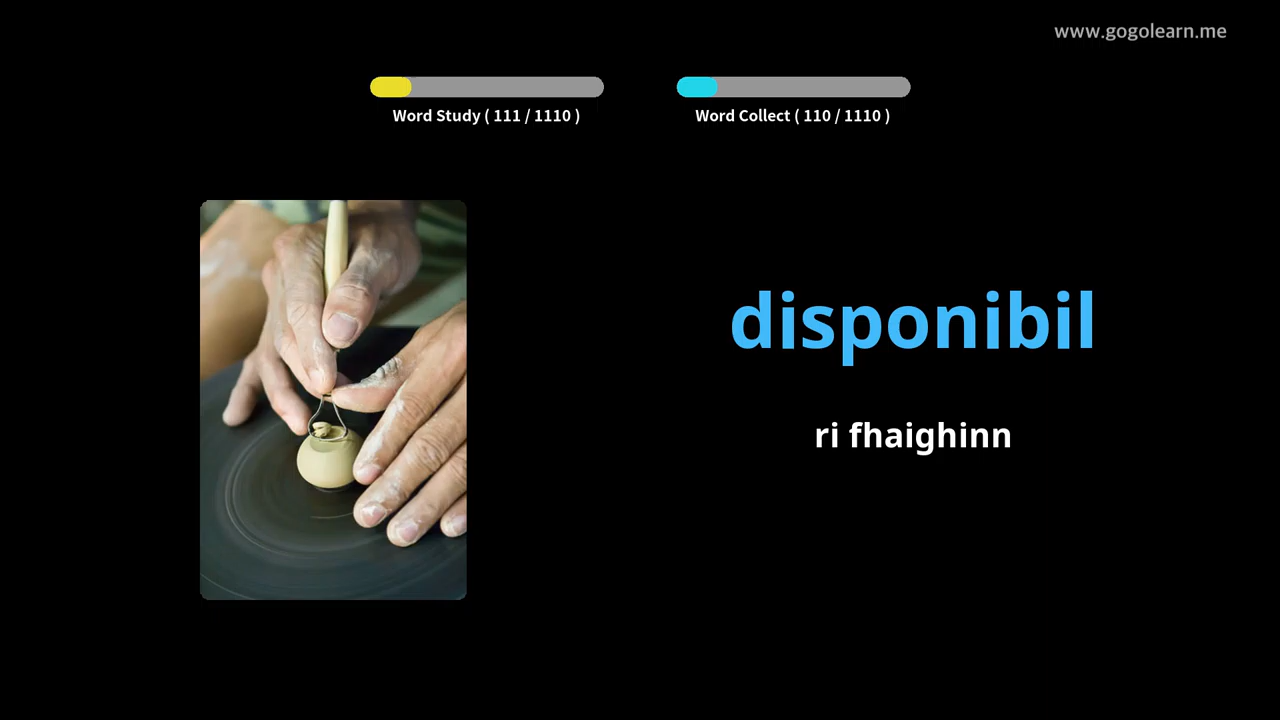 www.gogolearn.me
Word Study ( 111 / 1110 )
Word Collect ( 110 / 1110 )
disponibil
ri fhaighinn